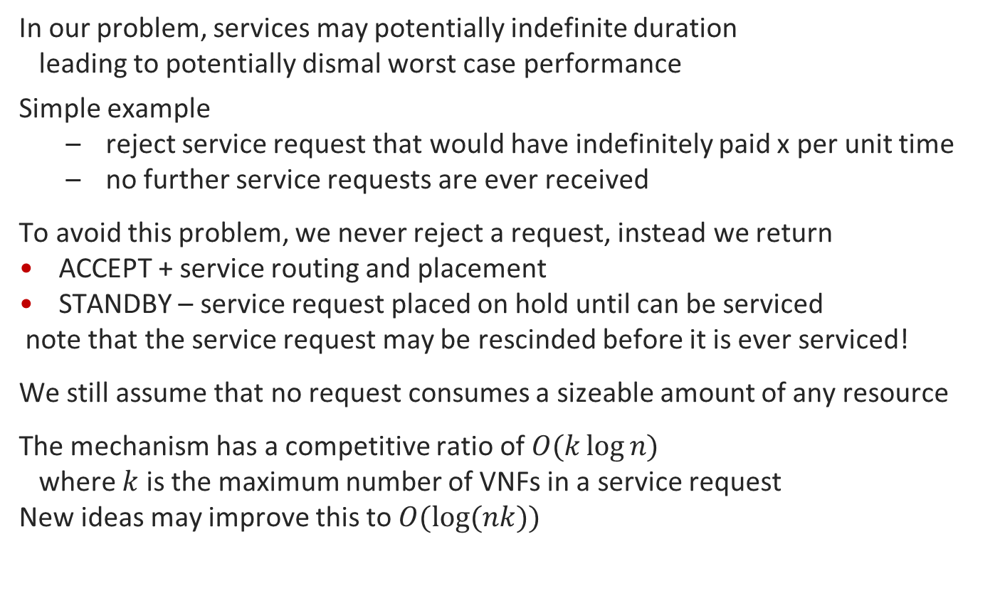 In our problem, services may potentially indefinite duration
leading to potentially dismal worst case performance
Simple example
– reject service request that would have indefinitely paid x per unit time
– no further service requests are ever received
To avoid this problem, we never reject a request, instead we return
• ACCEPT + service routing and placement
• STANDBY – service request placed on hold until can be serviced
note that the service request may be rescinded before it is ever serviced!
We still assume that no request consumes a sizeable amount of any resource
The mechanism has a competitive ratio of O(k log n)
where k is the maximum number of VNFs in a service request
New ideas may improve this to O(log(nk))